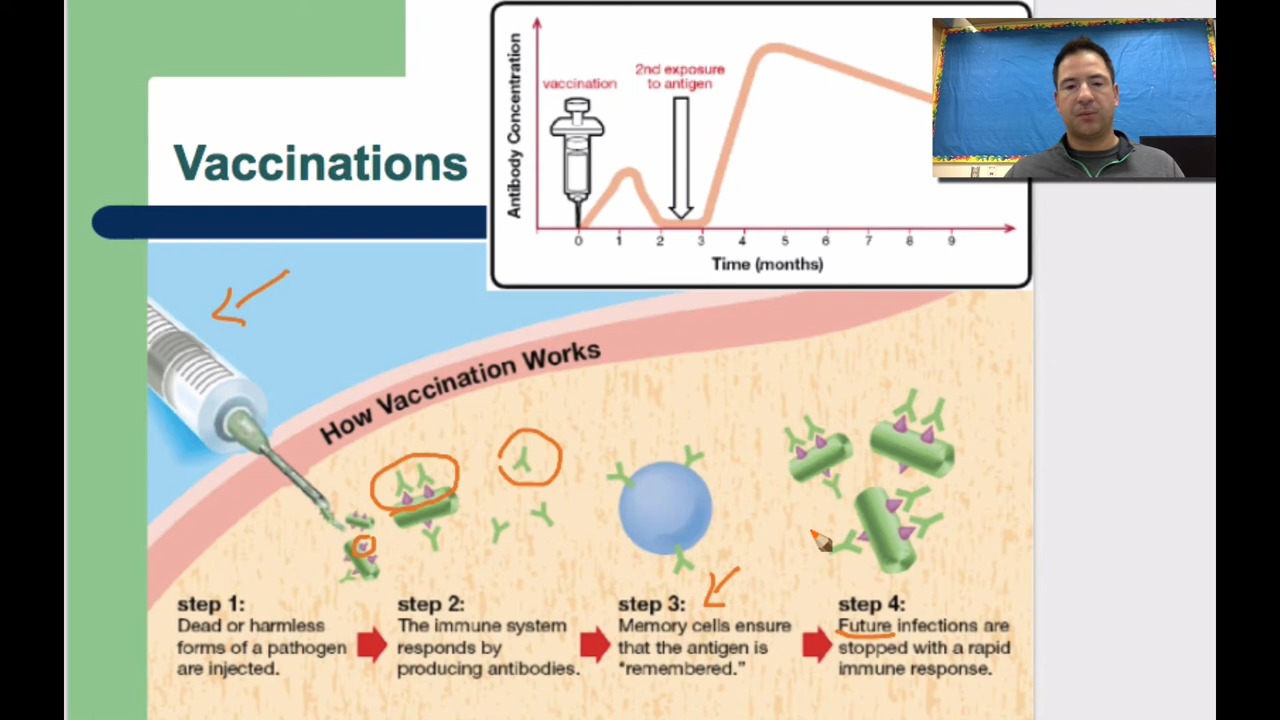 Vaccinations
Antibody Concentration
vaccination
2nd exposure
to antigen
0 1 2 3 4 5 6 7 8 9
Time (months)
How Vaccination Works
step 1:
Dead or harmless
forms of a pathogen
are injected.
step 2:
The immune system
responds by
producing antibodies.
step 3:
Memory cells ensure
that the antigen is
“remembered.”
step 4:
Future infections are
stopped with a rapid
immune response.